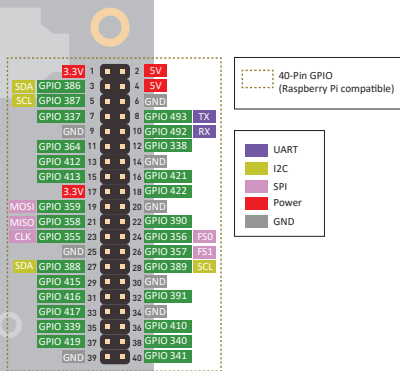 3.3V 1 2 5V
SDA GPIO 386 3 4 5V
SCL GPIO 387 5 6 GND
GPIO 337 7 8 GPIO 493 TX
GND 9 10 GPIO 492 RX
GPIO 364 11 12 GPIO 338
GPIO 412 13 14 GND
GPIO 413 15 16 GPIO 421
3.3V 17 18 GPIO 422
MOSI GPIO 359 19 20 GND
MISO GPIO 358 21 22 GPIO 390
CLK GPIO 355 23 24 GPIO 356 FS0
GND 25 26 GPIO 357 FS1
SDA GPIO 388 27 28 GPIO 389 SCL
GPIO 415 29 30 GND
GPIO 416 31 32 GPIO 391
GPIO 417 33 34 GND
GPIO 339 35 36 GPIO 410
GPIO 419 37 38 GPIO 340
GND 39 40 GPIO 341
40-Pin GPIO
(Raspberry Pi compatible)
UART
I2C
SPI
Power
GND